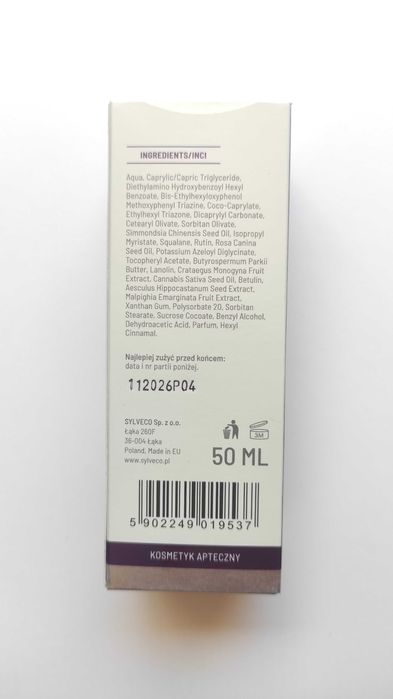 INGREDIENTS/INCI
Aqua, Caprylic/Capric Triglyceride,
Diethylamino Hydroxybenzoyl Hexyl
Benzoate, Bis-Ethylhexyloxyphenol
Methoxyphenyl Triazine, Coco-Caprylate,
Ethylhexyl Triazone, Dicaprylyl Carbonate,
Cetearyl Olivate, Sorbitan Olivate,
Simmondsia Chinensis Seed Oil, Isopropyl
Myristate, Squalane, Rutin, Rosa Canina
Seed Oil, Potassium Azeloyl Diglycinate,
Tocopheryl Acetate, Butyrospermum Parkii
Butter, Lanolin, Crataegus Monogyna Fruit
Extract, Cannabis Sativa Seed Oil, Betulin,
Aesculus Hippocastanum Seed Extract,
Malpighia Emarginata Fruit Extract,
Xanthan Gum, Polysorbate 20, Sorbitan
Stearate, Sucrose Cocoate, Benzyl Alcohol,
Dehydroacetic Acid, Parfum, Hexyl
Cinnamal.
Najlepiej zużyć przed końcem:
data i nr partii poniżej.
112026P04
SYLVECO Sp. z o.o.
Łąka 260F
36-004 Łąka
Poland, Made in EU
www.sylveco.pl
3M
50 ML
5 902249 019537
KOSMETYK APTECZNY